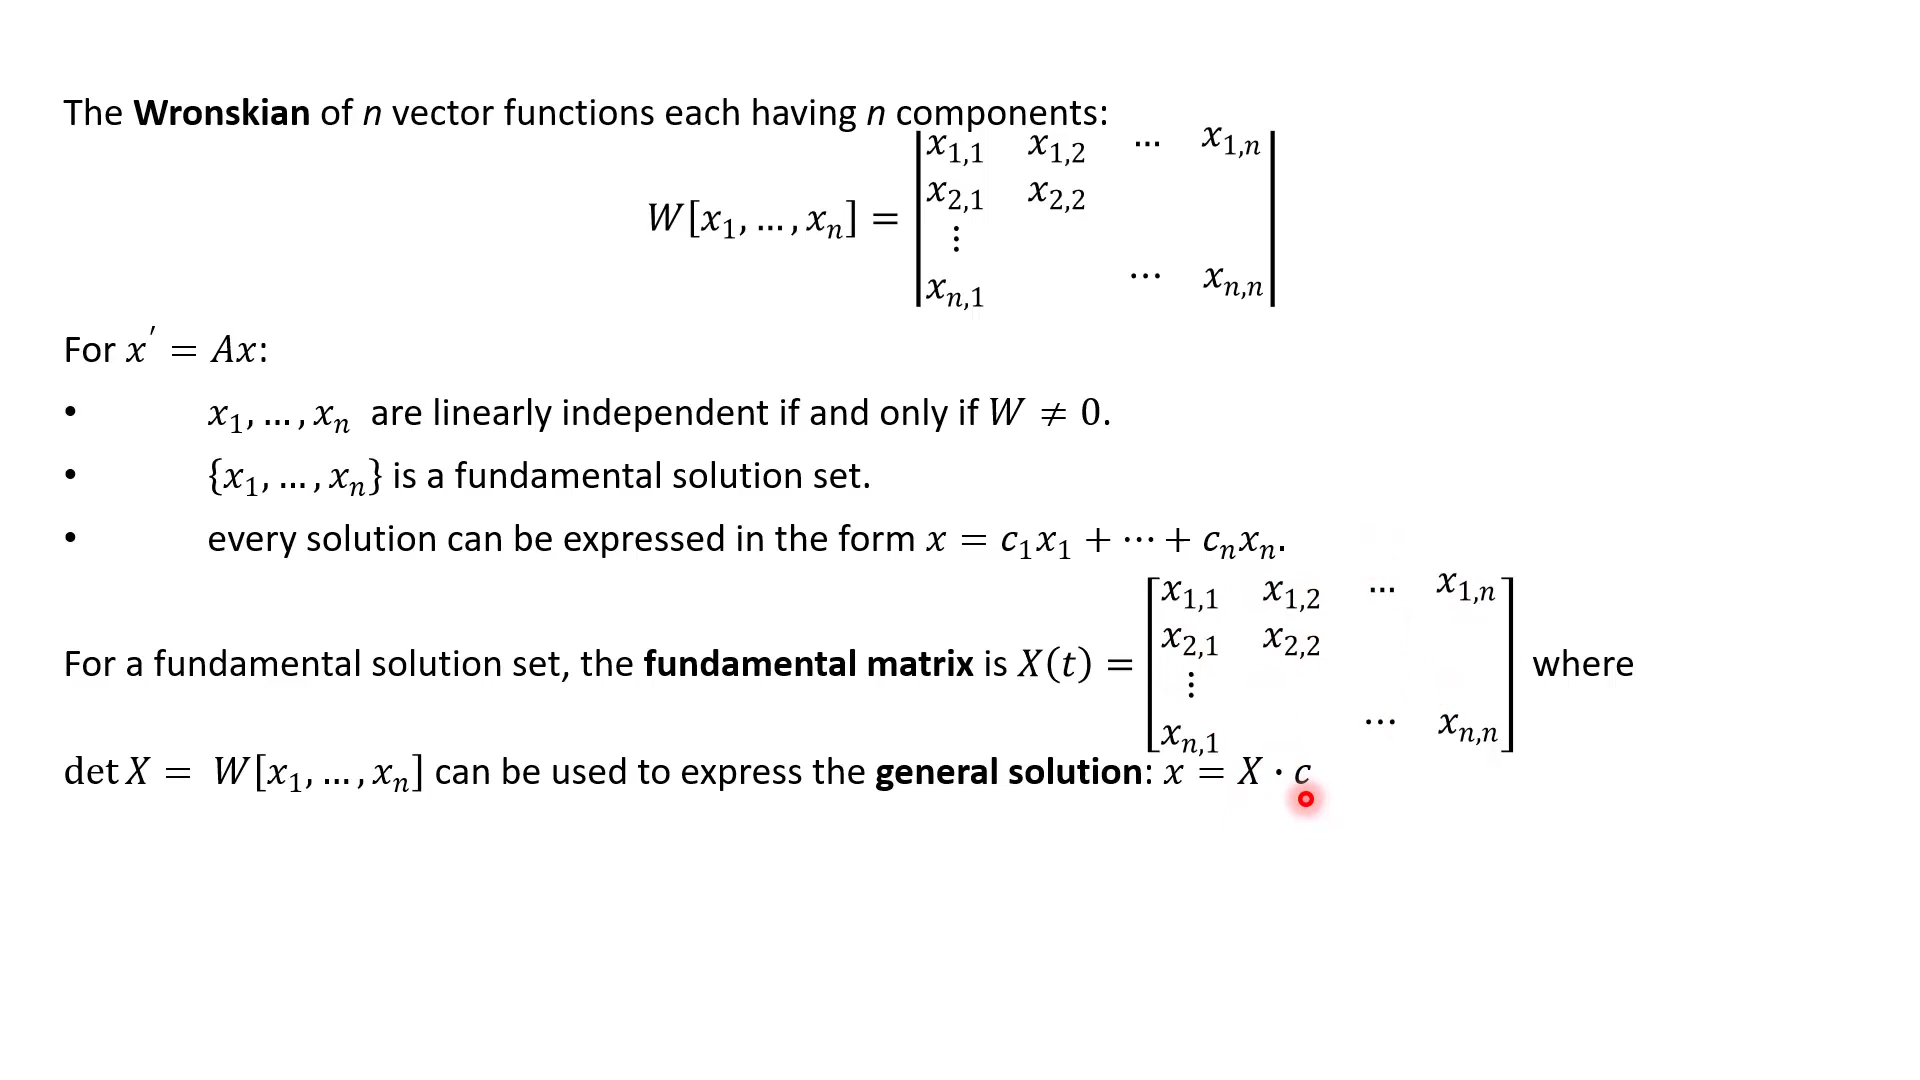 The Wronskian of n vector functions each having n components:
W[x₁, … , xₙ] = |x₁,₁ x₁,₂ … x₁,ₙ
x₂,₁ x₂,₂
⋮
xₙ,₁ ⋯ xₙ,ₙ|
For x′ = Ax:
• x₁, … , xₙ are linearly independent if and only if W ≠ 0.
• {x₁, … , xₙ} is a fundamental solution set.
• every solution can be expressed in the form x = c₁x₁ + ⋯ + cₙxₙ.
For a fundamental solution set, the fundamental matrix is X(t) = [x₁,₁ x₁,₂ … x₁,ₙ
x₂,₁ x₂,₂
⋮
xₙ,₁ ⋯ xₙ,ₙ] where
det X = W[x₁, … , xₙ] can be used to express the general solution: x = X · c